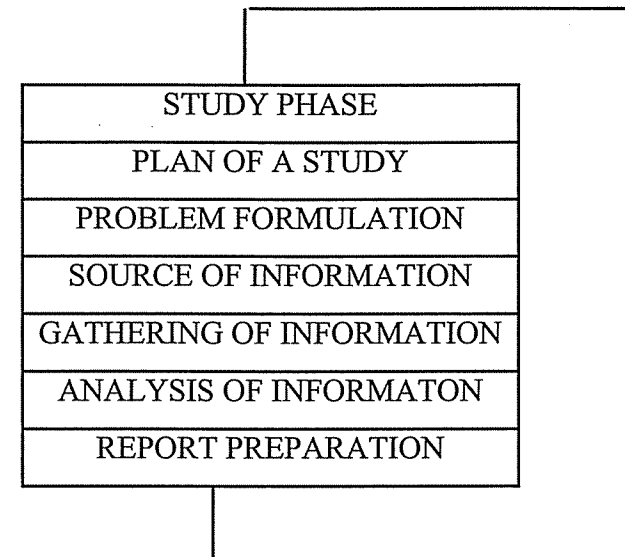 STUDY PHASE
PLAN OF A STUDY
PROBLEM FORMULATION
SOURCE OF INFORMATION
GATHERING OF INFORMATION
ANALYSIS OF INFORMATON
REPORT PREPARATION